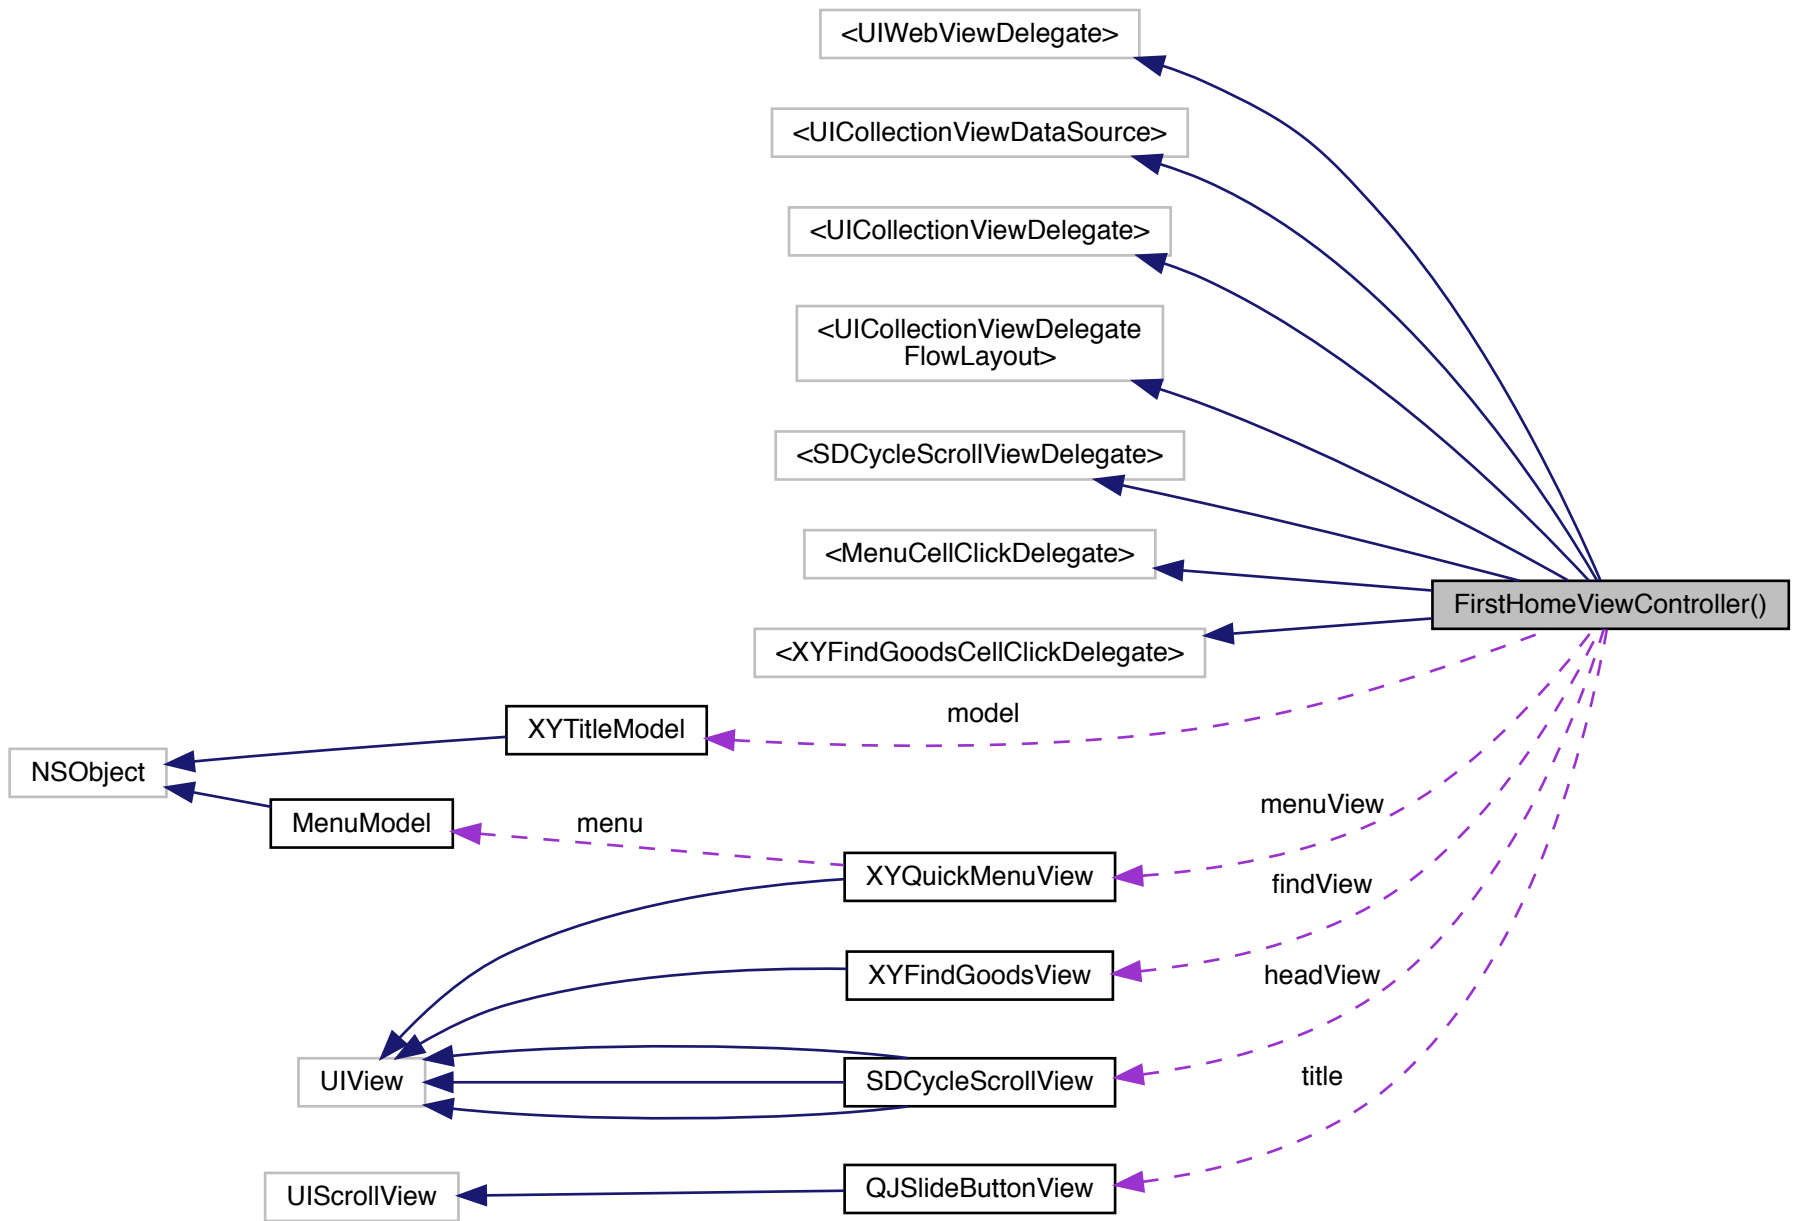 <UIWebViewDelegate>
<UICollectionViewDataSource>
<UICollectionViewDelegate>
<UICollectionViewDelegate
FlowLayout>
<SDCycleScrollViewDelegate>
<MenuCellClickDelegate>
FirstHomeViewController()
<XYFindGoodsCellClickDelegate>
model
XYTitleModel
NSObject
menuView
MenuModel
menu
XYQuickMenuView
findView
XYFindGoodsView
headView
UIView
SDCycleScrollView
title
UIScrollView
QJSlideButtonView